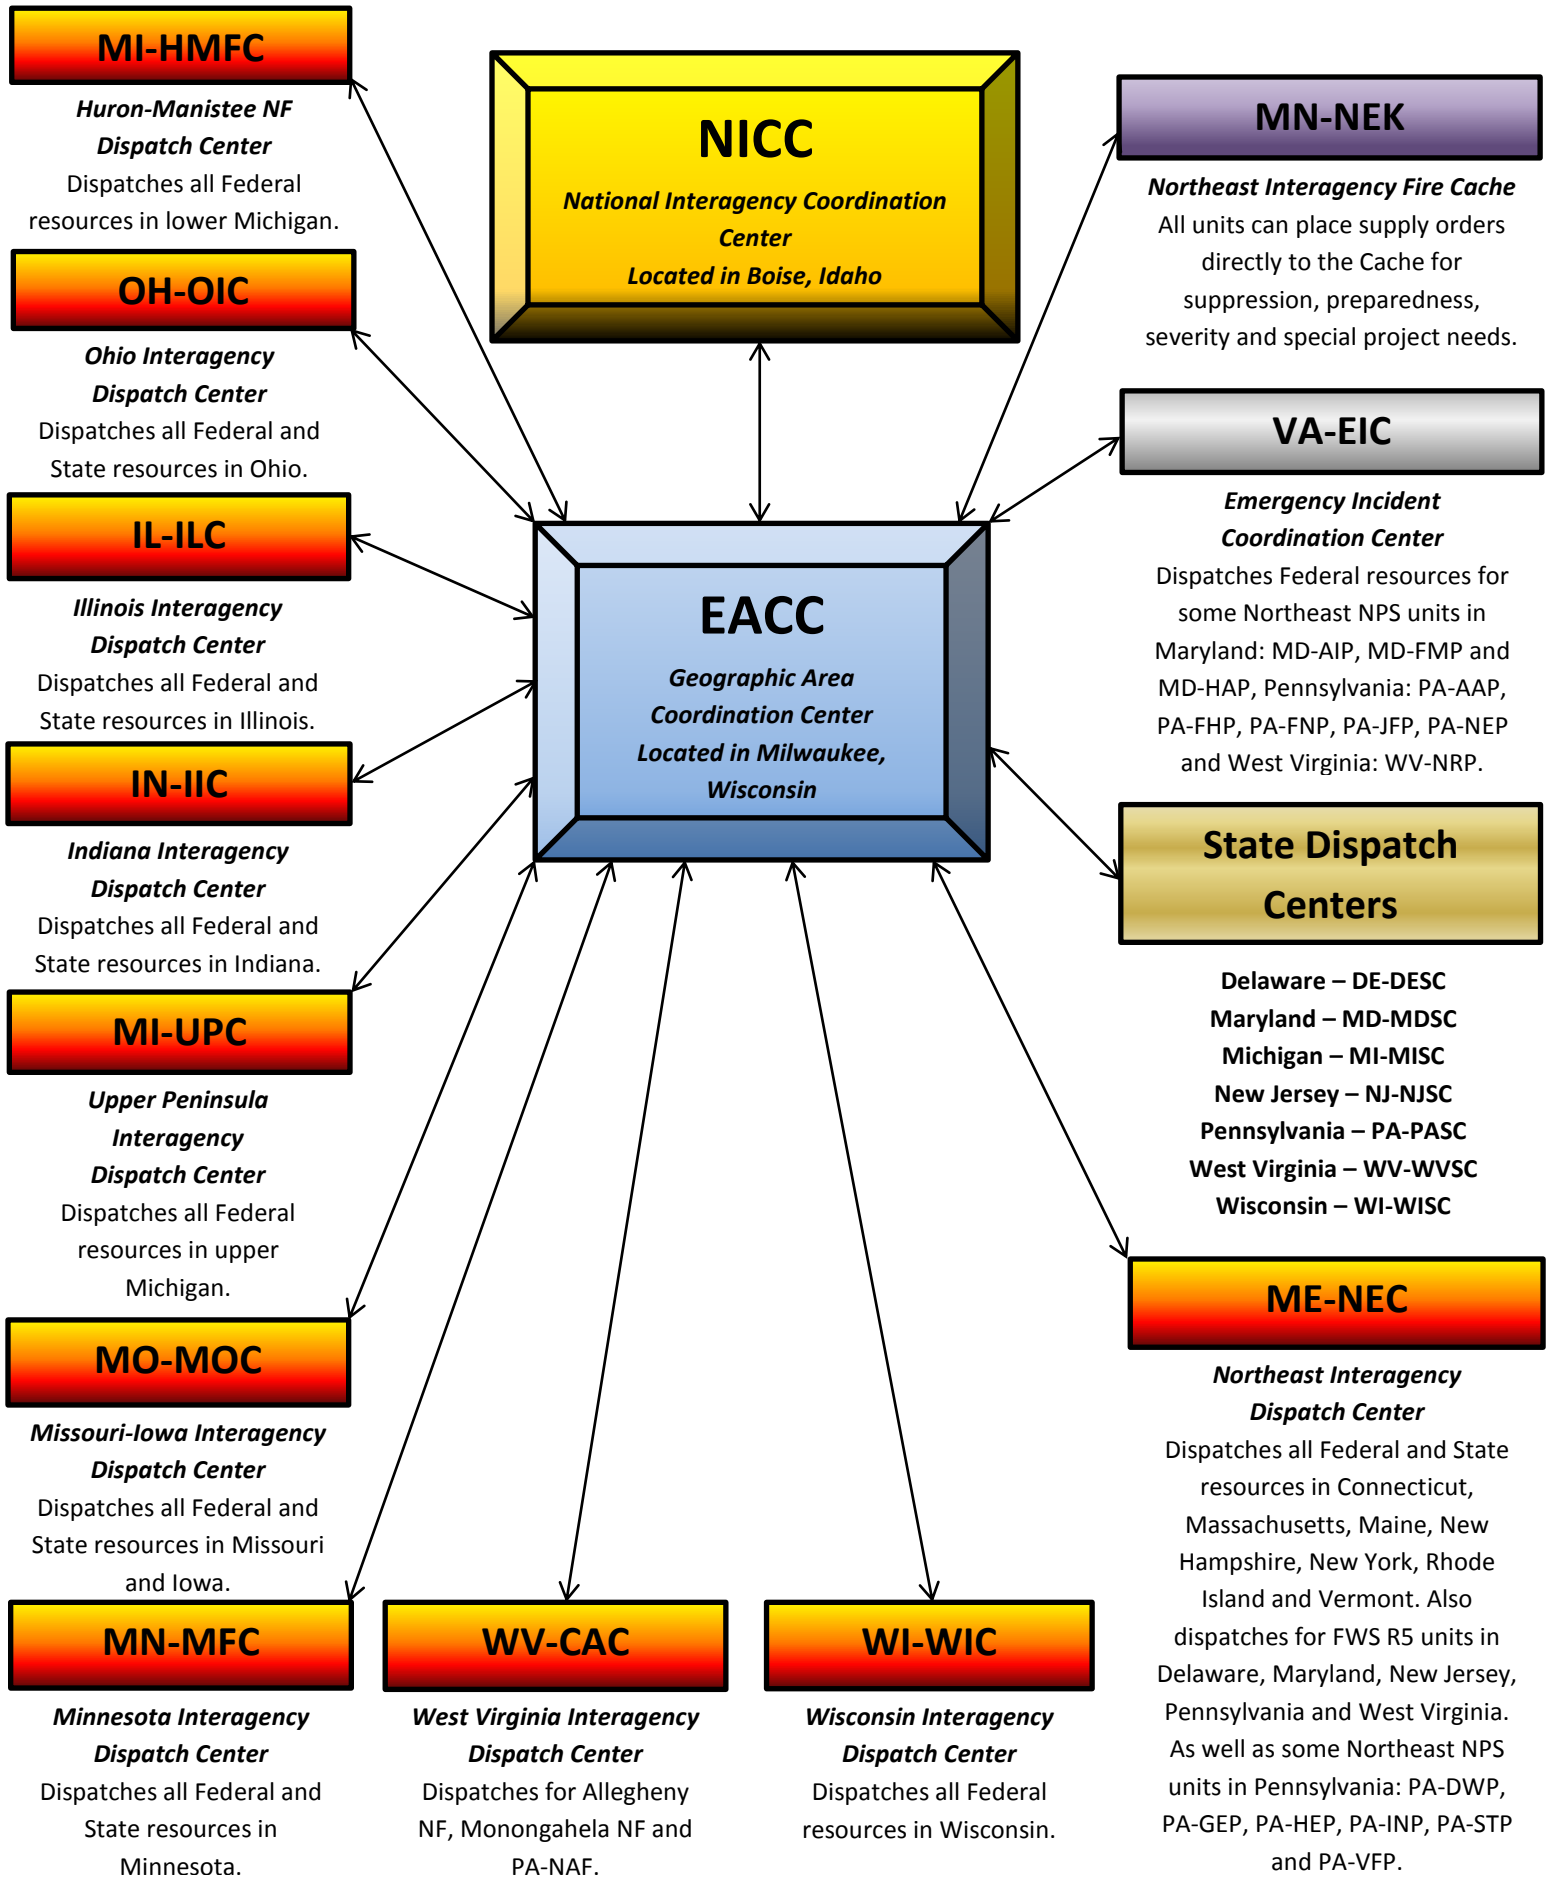 MI-HMFC
Huron-Manistee NF
Dispatch Center
Dispatches all Federal
resources in lower Michigan.
OH-OIC
Ohio Interagency
Dispatch Center
Dispatches all Federal and
State resources in Ohio.
IL-ILC
Illinois Interagency
Dispatch Center
Dispatches all Federal and
State resources in Illinois.
IN-IIC
Indiana Interagency
Dispatch Center
Dispatches all Federal and
State resources in Indiana.
MI-UPC
Upper Peninsula
Interagency
Dispatch Center
Dispatches all Federal
resources in upper
Michigan.
MO-MOC
Missouri-Iowa Interagency
Dispatch Center
Dispatches all Federal and
State resources in Missouri
and Iowa.
MN-MFC
Minnesota Interagency
Dispatch Center
Dispatches all Federal and
State resources in
Minnesota.
NICC
National Interagency Coordination
Center
Located in Boise, Idaho
EACC
Geographic Area
Coordination Center
Located in Milwaukee,
Wisconsin
WV-CAC
West Virginia Interagency
Dispatch Center
Dispatches for Allegheny
NF, Monongahela NF and
PA-NAF.
WI-WIC
Wisconsin Interagency
Dispatch Center
Dispatches all Federal
resources in Wisconsin.
MN-NEK
Northeast Interagency Fire Cache
All units can place supply orders
directly to the Cache for
suppression, preparedness,
severity and special project needs.
VA-EIC
Emergency Incident
Coordination Center
Dispatches Federal resources for
some Northeast NPS units in
Maryland: MD-AIP, MD-FMP and
MD-HAP, Pennsylvania: PA-AAP,
PA-FHP, PA-FNP, PA-JFP, PA-NEP
and West Virginia: WV-NRP.
State Dispatch
Centers
Delaware – DE-DESC
Maryland – MD-MDSC
Michigan – MI-MISC
New Jersey – NJ-NJSC
Pennsylvania – PA-PASC
West Virginia – WV-WVSC
Wisconsin – WI-WISC
ME-NEC
Northeast Interagency
Dispatch Center
Dispatches all Federal and State
resources in Connecticut,
Massachusetts, Maine, New
Hampshire, New York, Rhode
Island and Vermont. Also
dispatches for FWS R5 units in
Delaware, Maryland, New Jersey,
Pennsylvania and West Virginia.
As well as some Northeast NPS
units in Pennsylvania: PA-DWP,
PA-GEP, PA-HEP, PA-INP, PA-STP
and PA-VFP.